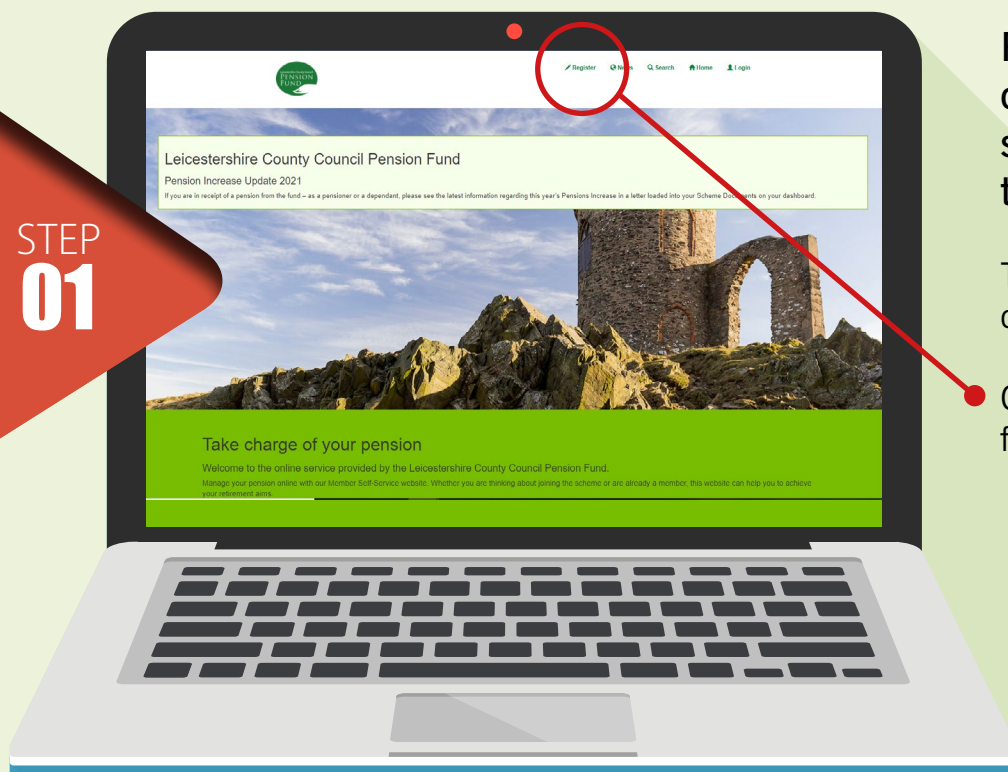 STEP
01
PENSION
FUND
Register
News
Search
Home
Login
Leicestershire County Council Pension Fund
Pension Increase Update 2021
If you are in receipt of a pension from the fund – as a pensioner or a dependant, please see the latest information regarding this year's Pensions Increase in a letter loaded into your Scheme Documents on your dashboard.
Take charge of your pension
Welcome to the online service provided by the Leicestershire County Council Pension Fund.
Manage your pension online with our Member Self-Service website. Whether you are thinking about joining the scheme or are already a member, this website can help you to achieve
your retirement aims.